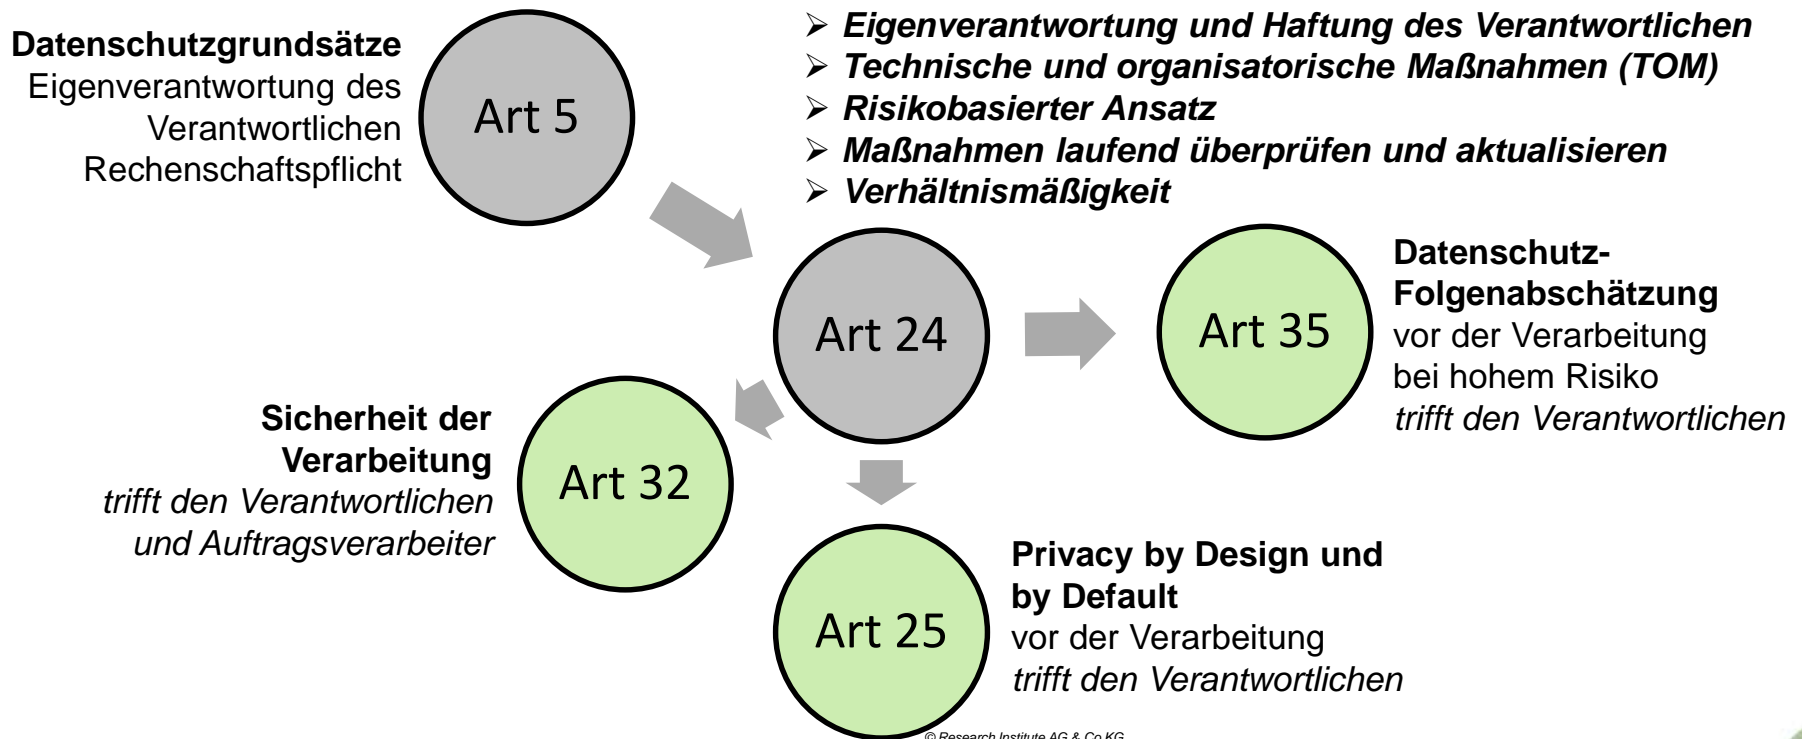 Datenschutzgrundsätze
Eigenverantwortung des
Verantwortlichen
Rechenschaftspflicht
Art 5
➢ Eigenverantwortung und Haftung des Verantwortlichen
➢ Technische und organisatorische Maßnahmen (TOM)
➢ Risikobasierter Ansatz
➢ Maßnahmen laufend überprüfen und aktualisieren
➢ Verhältnismäßigkeit
Art 24
Art 35
Datenschutz-
Folgenabschätzung
vor der Verarbeitung
bei hohem Risiko
trifft den Verantwortlichen
Sicherheit der
Verarbeitung
trifft den Verantwortlichen
und Auftragsverarbeiter
Art 32
Art 25
Privacy by Design und
by Default
vor der Verarbeitung
trifft den Verantwortlichen
© Research Institute AG & Co KG